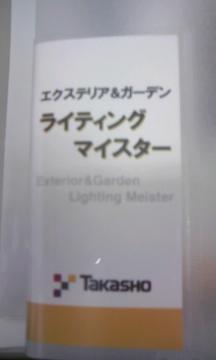 エクステリア&ガーデン
ライティング
マイスター
Exterior&Garden
Lighting Meister
TAKASHO